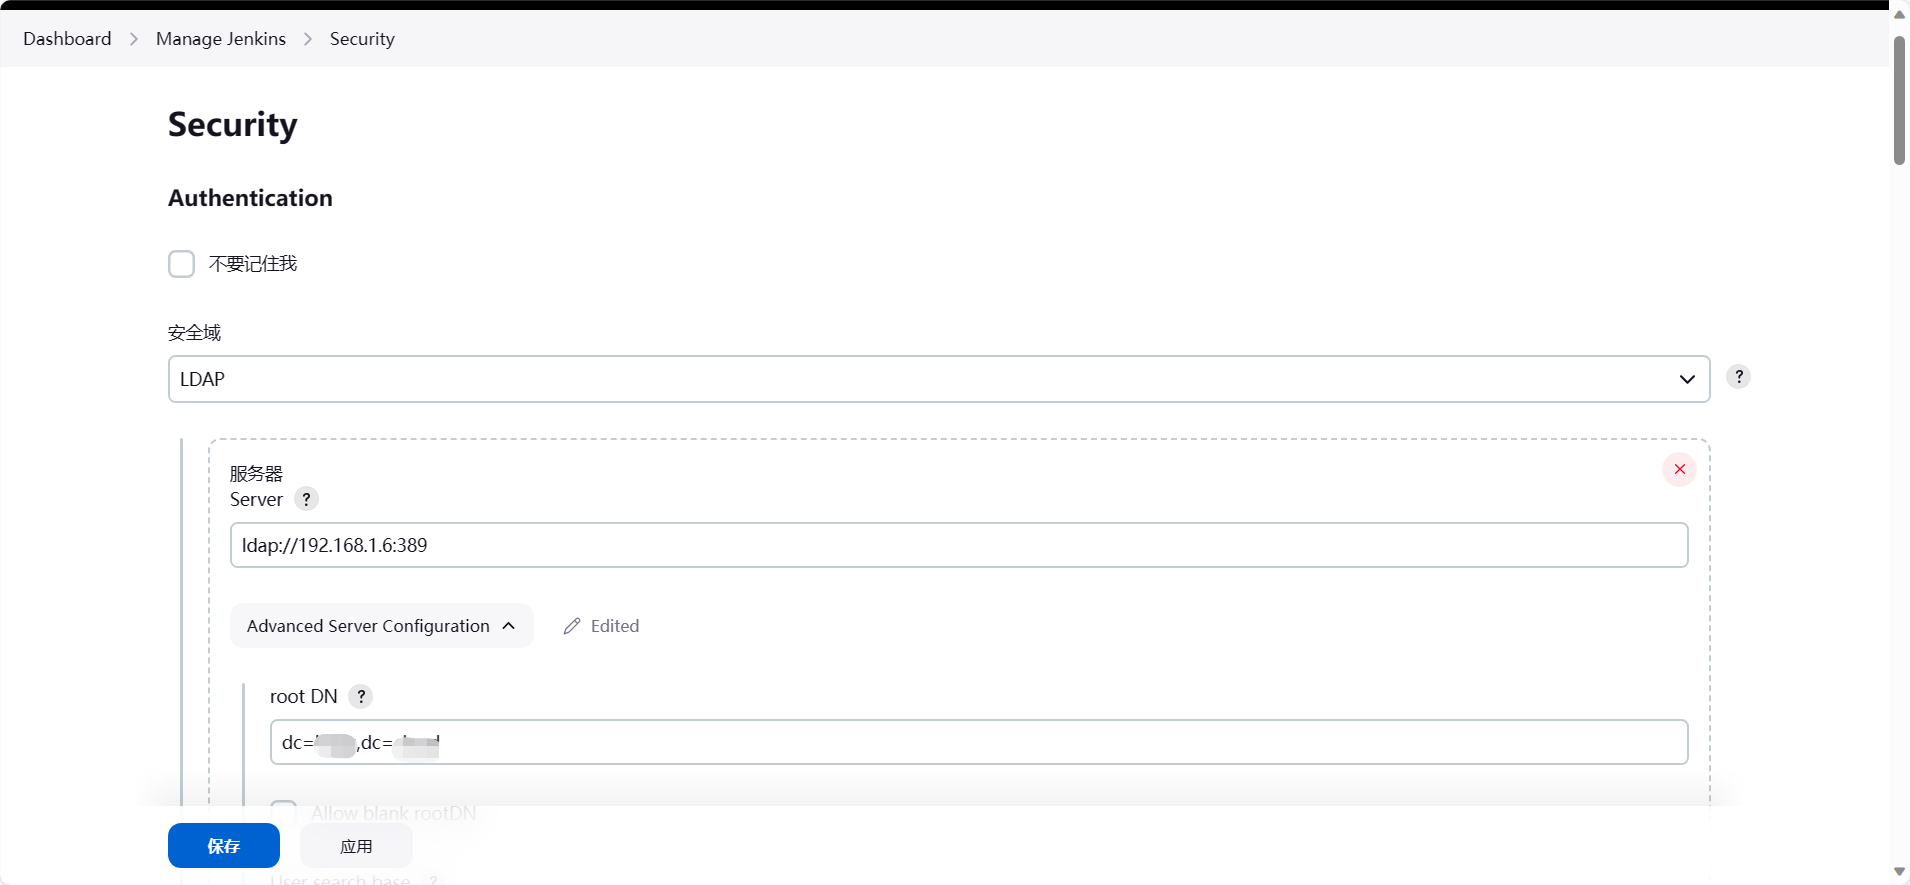 Dashboard > Manage Jenkins > Security
Security
Authentication
不要记住我
安全域
LDAP
?
服务器
Server ?
ldap://192.168.1.6:389
Advanced Server Configuration
Edited
root DN ?
dc= ,dc=
Allow blank rootDN
保存
应用
User search base ?